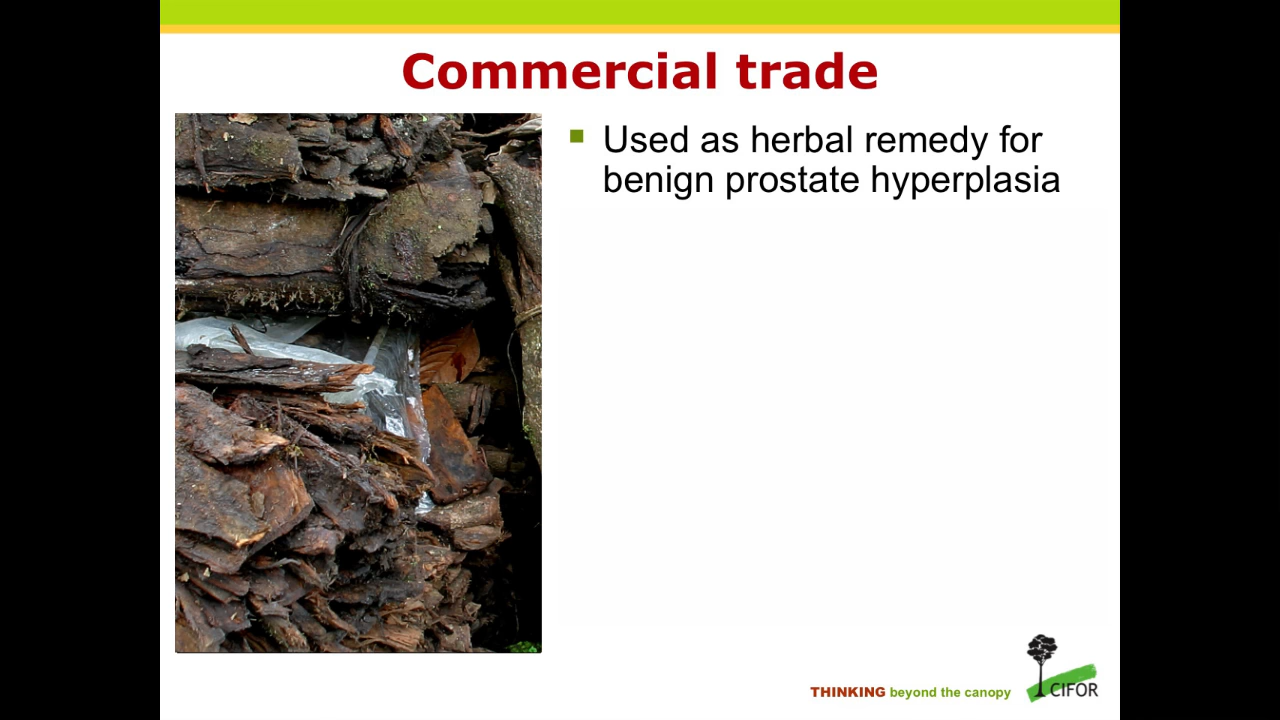 Commercial trade
Used as herbal remedy for
benign prostate hyperplasia
THINKING beyond the canopy
CIFOR